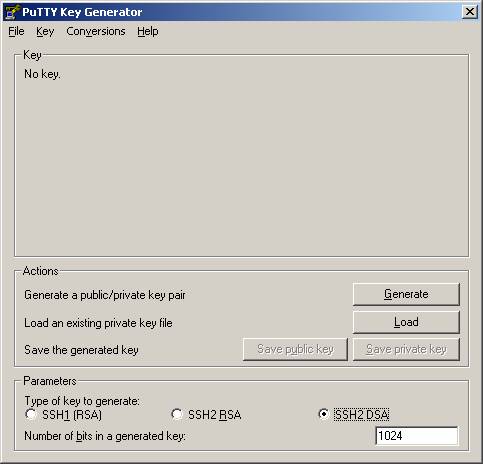 PuTTY Key Generator
File Key Conversions Help
Key
No key.
Actions
Generate a public/private key pair
Generate
Load an existing private key file
Load
Save the generated key
Save public key
Save private key
Parameters
Type of key to generate:
SSH1 (RSA)
SSH2 RSA
SSH2 DSA
Number of bits in a generated key:
1024